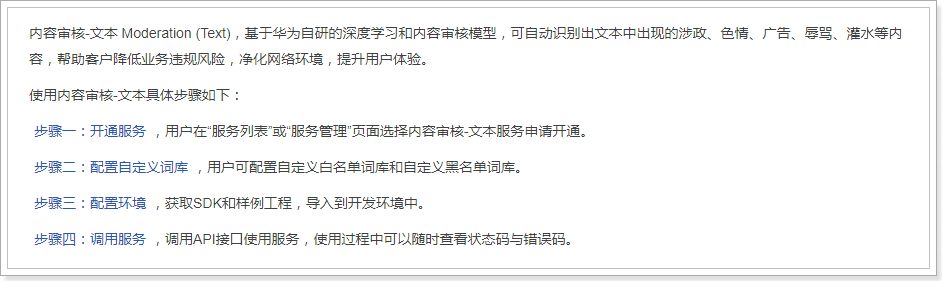 内容审核-文本 Moderation (Text)，基于华为自研的深度学习和内容审核模型，可自动识别出文本中出现的涉政、色情、广告、辱骂、灌水等内
容，帮助客户降低业务违规风险，净化网络环境，提升用户体验。
使用内容审核-文本具体步骤如下：
步骤一：开通服务 ，用户在“服务列表”或“服务管理”页面选择内容审核-文本服务申请开通。
步骤二：配置自定义词库 ，用户可配置自定义白名单词库和自定义黑名单词库。
步骤三：配置环境 ，获取SDK和样例工程，导入到开发环境中。
步骤四：调用服务 ，调用API接口使用服务，使用过程中可以随时查看状态码与错误码。